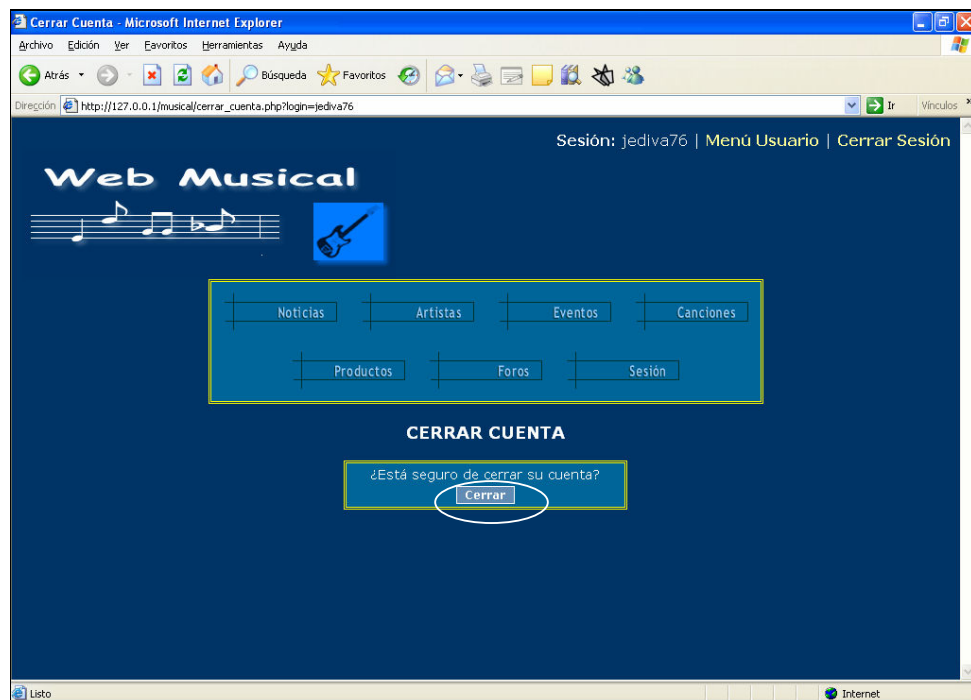 Cerrar Cuenta - Microsoft Internet Explorer
Archivo Edición Ver Favoritos Herramientas Ayuda
Atrás Búsqueda Favoritos
Dirección http://127.0.0.1/musical/cerrar_cuenta.php?login=jediva76 Ir Vínculos »
Sesión: jediva76 | Menú Usuario | Cerrar Sesión
Web Musical
Noticias Artistas Eventos Canciones
Productos Foros Sesión
CERRAR CUENTA
¿Está seguro de cerrar su cuenta?
Cerrar
Listo Internet